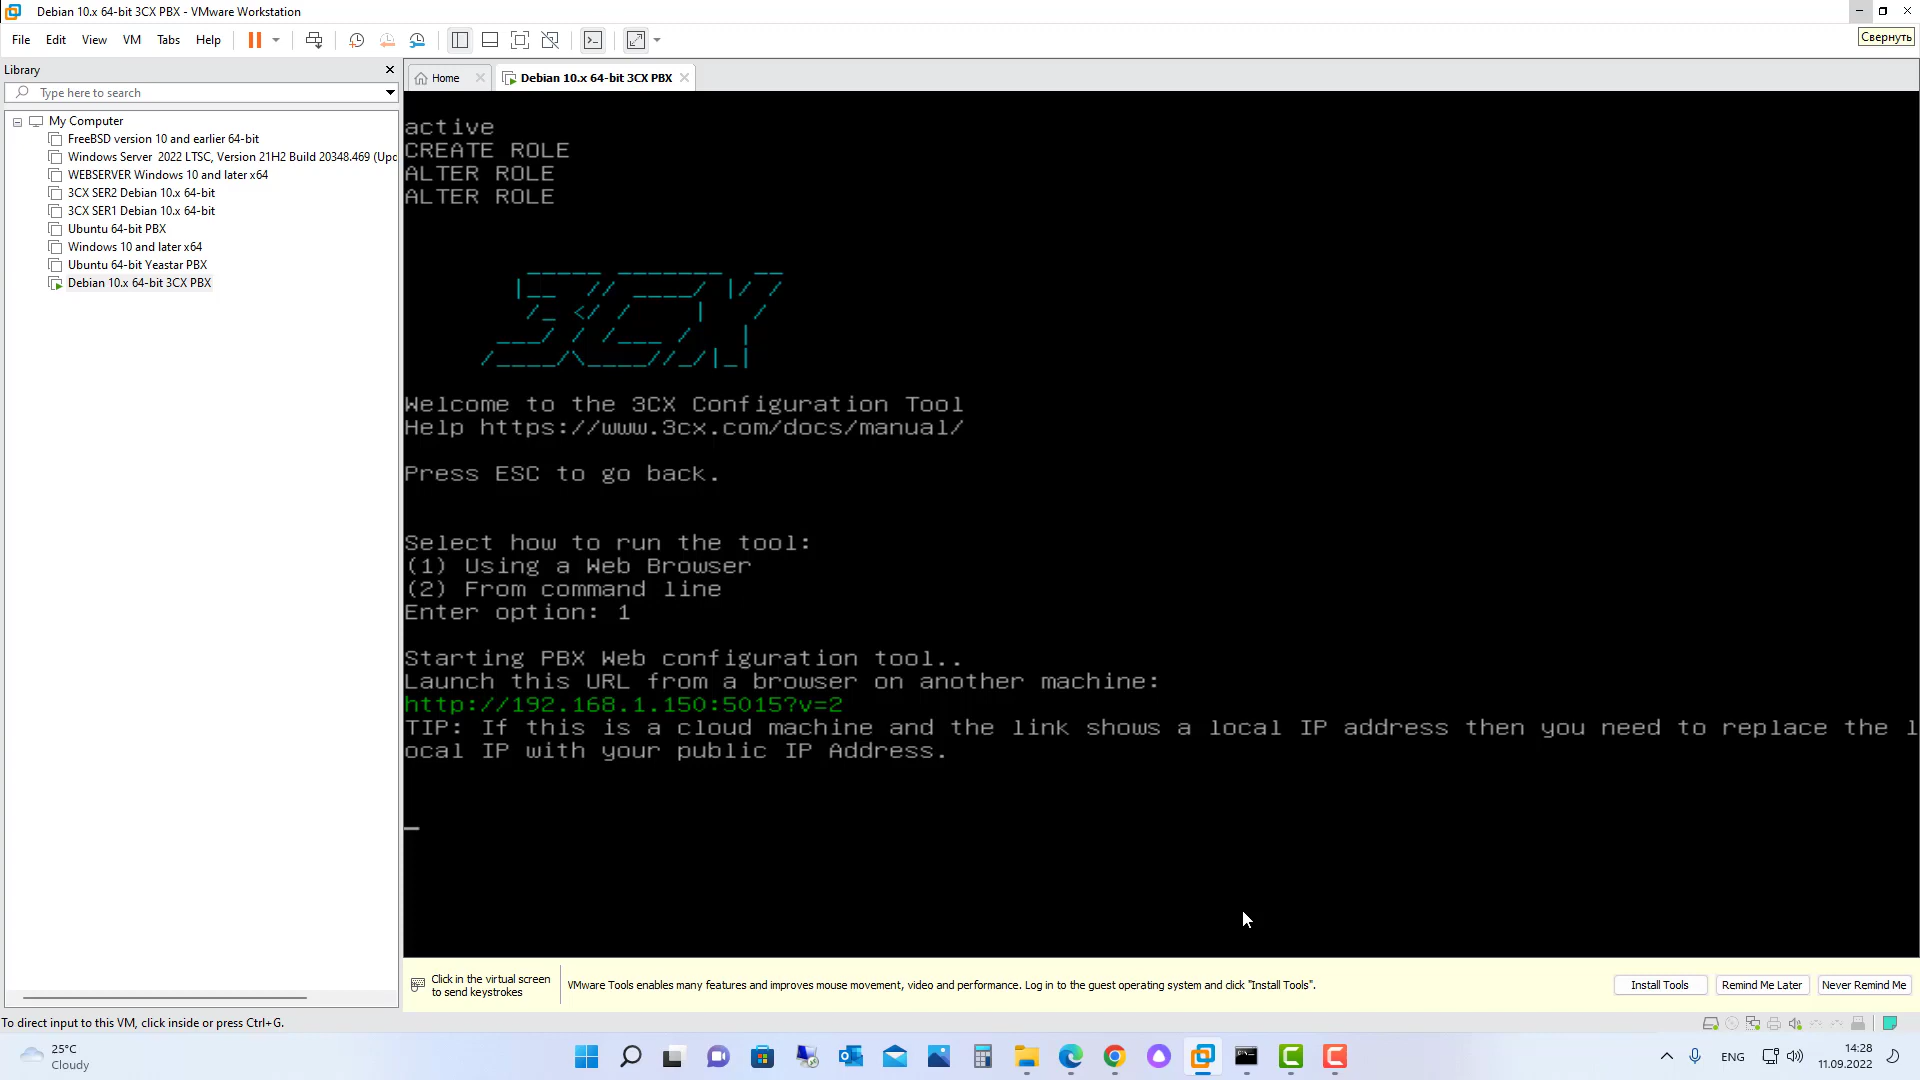 Debian 10.x 64-bit 3CX PBX - VMware Workstation
File Edit View VM Tabs Help
Свернуть
Library
Type here to search
My Computer
FreeBSD version 10 and earlier 64-bit
Windows Server 2022 LTSC, Version 21H2 Build 20348.469 (Upd
WEBSERVER Windows 10 and later x64
3CX SER2 Debian 10.x 64-bit
3CX SER1 Debian 10.x 64-bit
Ubuntu 64-bit PBX
Windows 10 and later x64
Ubuntu 64-bit Yeastar PBX
Debian 10.x 64-bit 3CX PBX
Home
Debian 10.x 64-bit 3CX PBX
active
CREATE ROLE
ALTER ROLE
ALTER ROLE
3CX
Welcome to the 3CX Configuration Tool
Help https://www.3cx.com/docs/manual/
Press ESC to go back.
Select how to run the tool:
(1) Using a Web Browser
(2) From command line
Enter option: 1
Starting PBX Web configuration tool..
Launch this URL from a browser on another machine:
http://192.168.1.150:5015?v=2
TIP: If this is a cloud machine and the link shows a local IP address then you need to replace the l
ocal IP with your public IP Address.
Click in the virtual screen
to send keystrokes
VMware Tools enables many features and improves mouse movement, video and performance. Log in to the guest operating system and click "Install Tools".
Install Tools
Remind Me Later
Never Remind Me
To direct input to this VM, click inside or press Ctrl+G.
25°C
Cloudy
ENG
14:28
11.09.2022